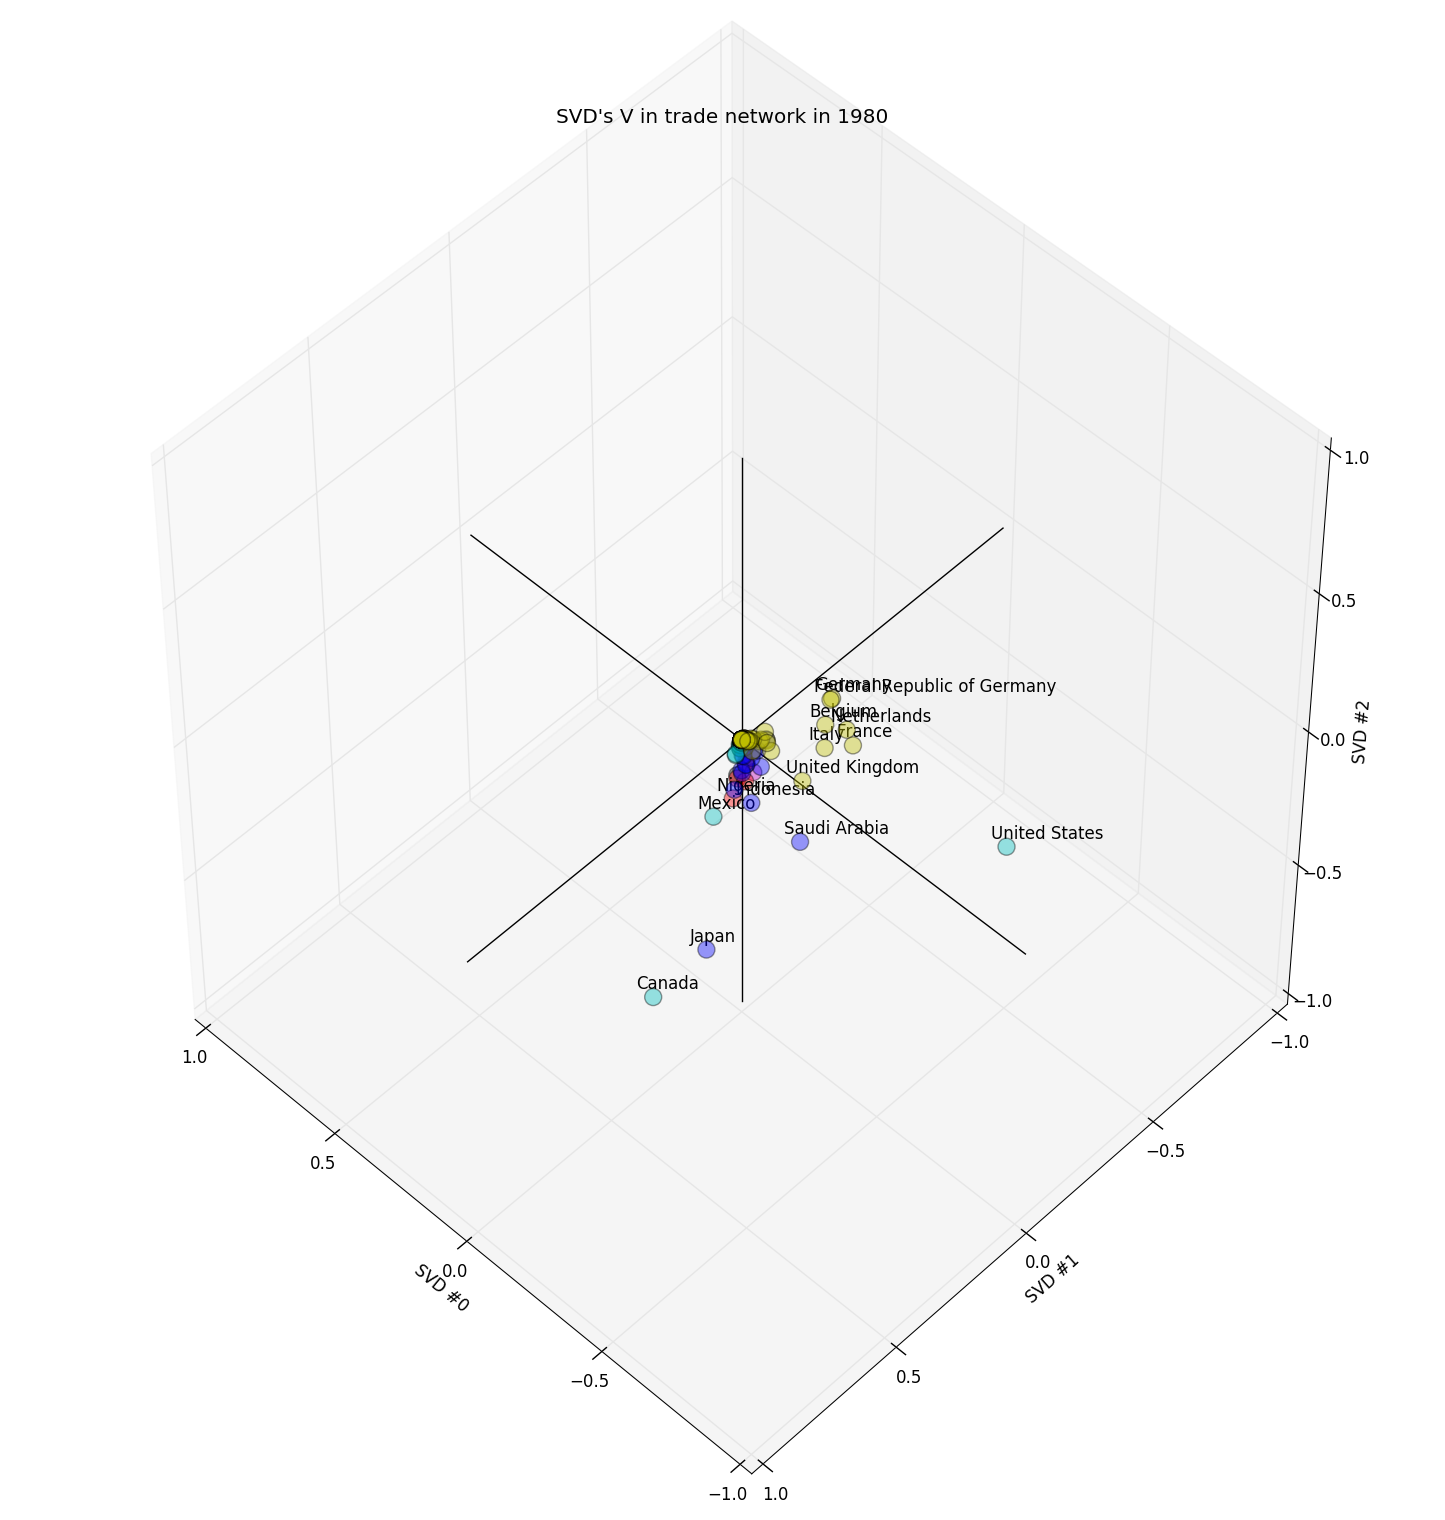 SVD's V in trade network in 1980
Germany
Federal Republic of Germany
Belgium
Netherlands
Italy
France
United Kingdom
Nigeria
Indonesia
Mexico
Saudi Arabia
United States
Japan
Canada
1.0
0.5
0.0
−0.5
−1.0
SVD #2
1.0
0.5
0.0
−0.5
−1.0
SVD #0
−1.0
−0.5
0.0
0.5
1.0
SVD #1